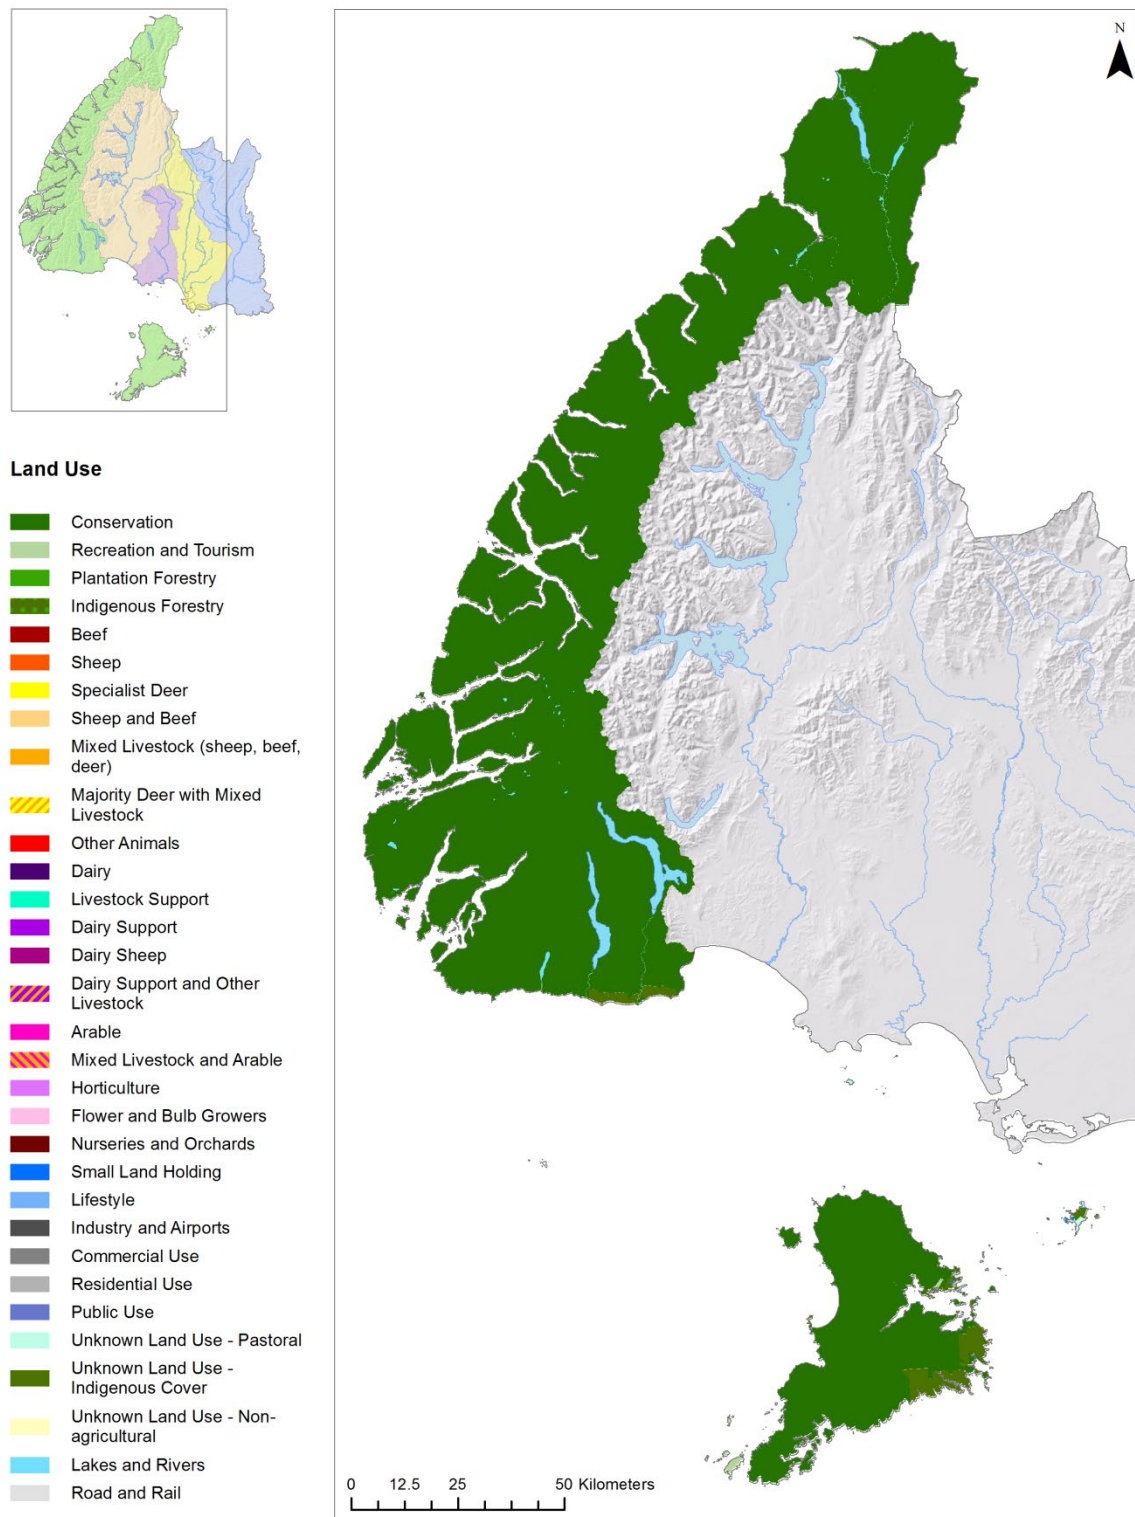 N
Land Use
Conservation
Recreation and Tourism
Plantation Forestry
Indigenous Forestry
Beef
Sheep
Specialist Deer
Sheep and Beef
Mixed Livestock (sheep, beef,
deer)
Majority Deer with Mixed
Livestock
Other Animals
Dairy
Livestock Support
Dairy Support
Dairy Sheep
Dairy Support and Other
Livestock
Arable
Mixed Livestock and Arable
Horticulture
Flower and Bulb Growers
Nurseries and Orchards
Small Land Holding
Lifestyle
Industry and Airports
Commercial Use
Residential Use
Public Use
Unknown Land Use - Pastoral
Unknown Land Use -
Indigenous Cover
Unknown Land Use - Non-
agricultural
Lakes and Rivers
Road and Rail
0 12.5 25 50 Kilometers